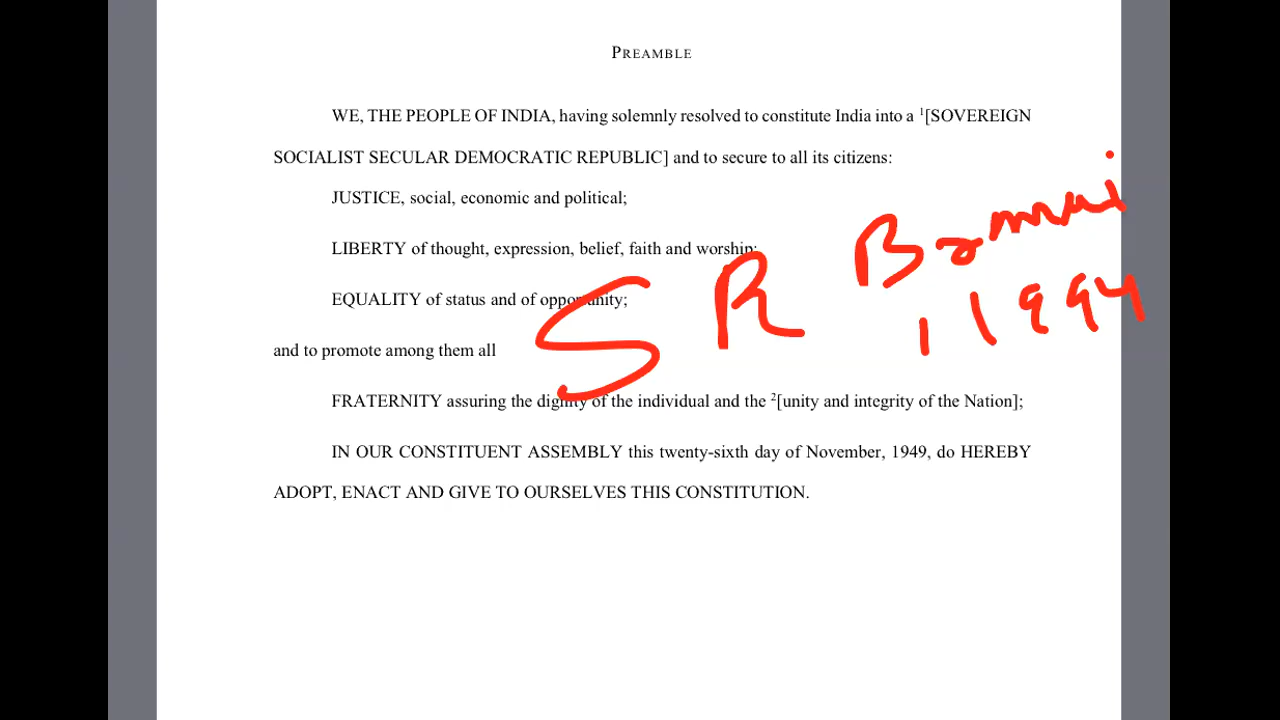 PREAMBLE
WE, THE PEOPLE OF INDIA, having solemnly resolved to constitute India into a ¹[SOVEREIGN
SOCIALIST SECULAR DEMOCRATIC REPUBLIC] and to secure to all its citizens:
JUSTICE, social, economic and political;
LIBERTY of thought, expression, belief, faith and worship;
EQUALITY of status and of opportunity;
and to promote among them all
FRATERNITY assuring the dignity of the individual and the ²[unity and integrity of the Nation];
IN OUR CONSTITUENT ASSEMBLY this twenty-sixth day of November, 1949, do HEREBY
ADOPT, ENACT AND GIVE TO OURSELVES THIS CONSTITUTION.
S R Bommai
1 1994